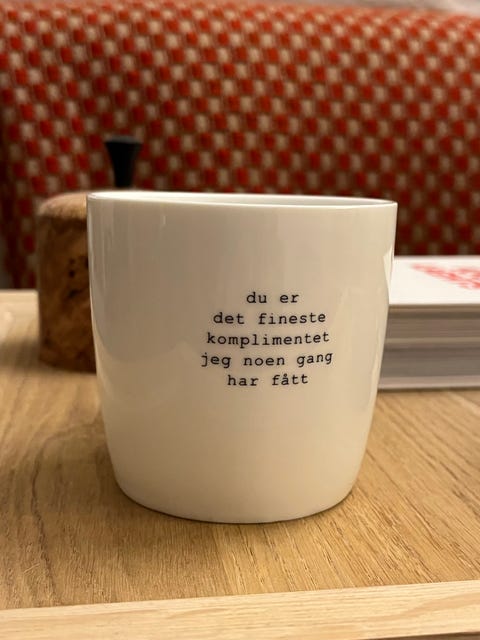 du er
det fineste
komplimentet
jeg noen gang
har fått